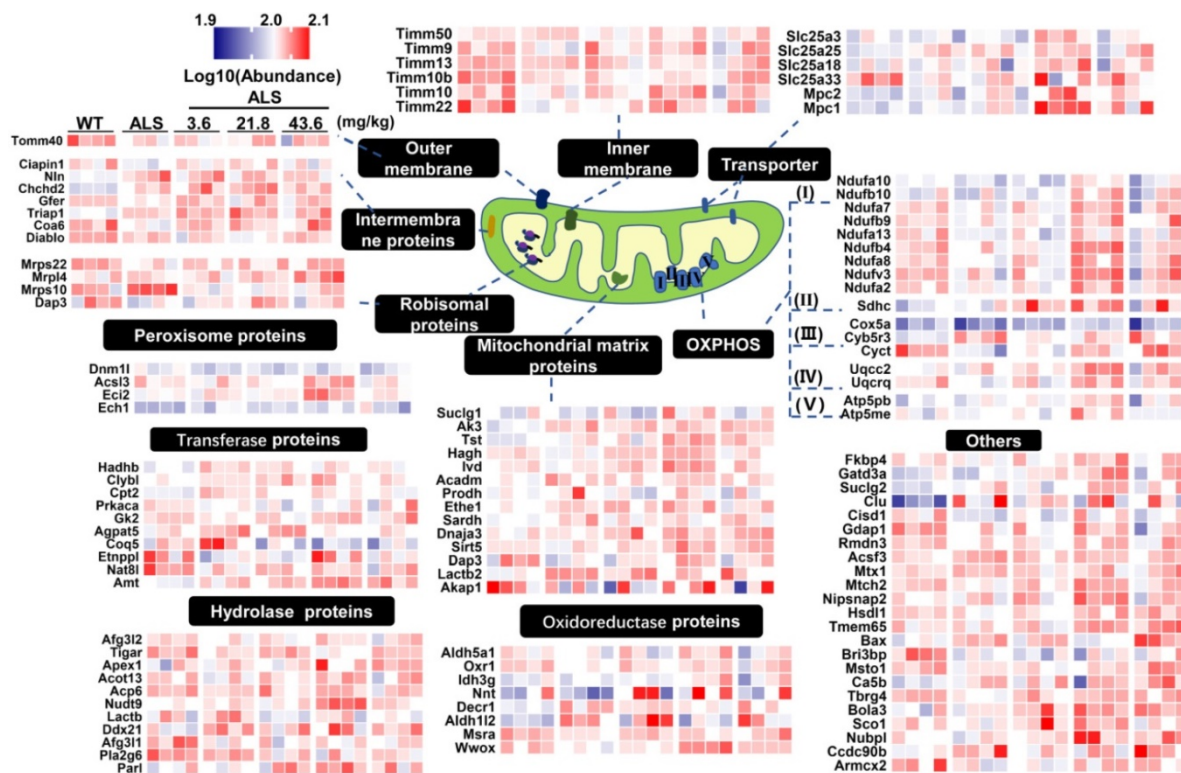 1.9 2.0 2.1
Log10(Abundance)
ALS
WT ALS 3.6 21.8 43.6 (mg/kg)
Tomm40
Ciapin1
Nln
Chchd2
Gfer
Triap1
Coa6
Diablo
Mrps22
Mrpl4
Mrps10
Dap3
Timm50
Timm9
Timm13
Timm10b
Timm10
Timm22
Slc25a3
Slc25a25
Slc25a18
Slc25a33
Mpc2
Mpc1
Outer
membrane
Inner
membrane
Transporter
Intermembra
ne proteins
Robisomal
proteins
Mitochondrial matrix
proteins
OXPHOS
I II III IV V
(I)
Ndufa10
Ndufb10
Ndufa7
Ndufb9
Ndufa13
Ndufb4
Ndufa8
Ndufv3
Ndufa2
(II)
Sdhc
(III)
Cox5a
Cyb5r3
Cyct
(IV)
Uqcc2
Uqcrq
(V)
Atp5pb
Atp5me
Peroxisome proteins
Dnm1l
Acsl3
Eci2
Ech1
Transferase proteins
Hadhb
Clybl
Cpt2
Prkaca
Gk2
Agpat5
Coq5
Etnppl
Nat8l
Amt
Hydrolase proteins
Afg3l2
Tigar
Apex1
Acot13
Acp6
Nudt9
Lactb
Ddx21
Afg3l1
Pla2g6
Parl
Suclg1
Ak3
Tst
Hagh
Ivd
Acadm
Prodh
Ethe1
Sardh
Dnaja3
Sirt5
Dap3
Lactb2
Akap1
Oxidoreductase proteins
Aldh5a1
Oxr1
Idh3g
Nnt
Decr1
Aldh1l2
Msra
Wwox
Others
Fkbp4
Gatd3a
Suclg2
Clu
Cisd1
Gdap1
Rmdn3
Acsf3
Mtx1
Mtch2
Nipsnap2
Hsdl1
Tmem65
Bax
Bri3bp
Msto1
Ca5b
Tbrg4
Bola3
Sco1
Nubpl
Ccdc90b
Armcx2